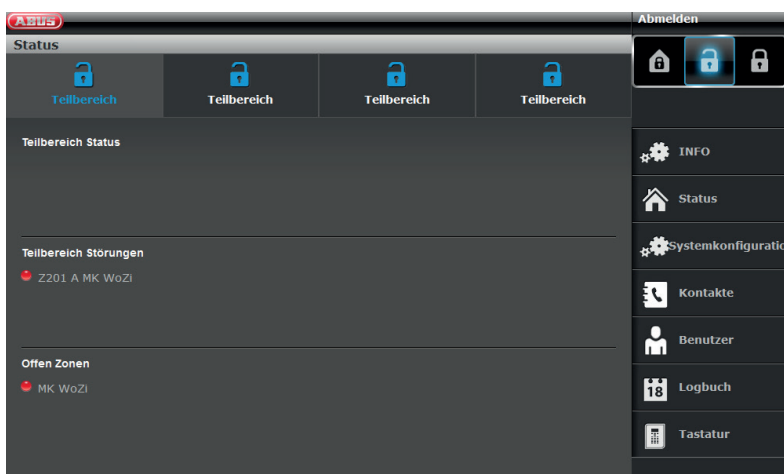 ABUS
Abmelden
Status
Teilbereich
Teilbereich
Teilbereich
Teilbereich
Teilbereich Status
Teilbereich Störungen
Z201 A MK WoZi
Offen Zonen
MK WoZi
INFO
Status
Systemkonfiguratio
Kontakte
Benutzer
18
Logbuch
Tastatur